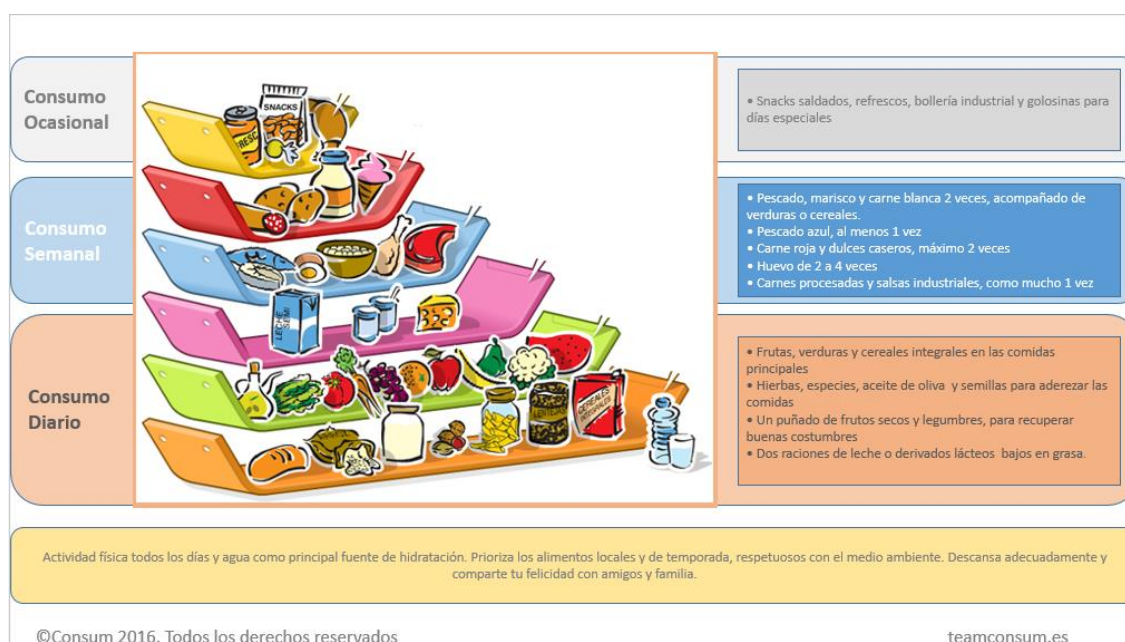 Consumo
Ocasional
SNACKS
• Snacks saldados, refrescos, bollería industrial y golosinas para
días especiales
Consumo
Semanal
• Pescado, marisco y carne blanca 2 veces, acompañado de
verduras o cereales.
• Pescado azul, al menos 1 vez
• Carne roja y dulces caseros, máximo 2 veces
• Huevo de 2 a 4 veces
• Carnes procesadas y salsas industriales, como mucho 1 vez
LECHE
SEMI
Consumo
Diario
LENTEJAS
CEREALES
INTEGRALES
• Frutas, verduras y cereales integrales en las comidas
principales
• Hierbas, especies, aceite de oliva y semillas para aderezar las
comidas
• Un puñado de frutos secos y legumbres, para recuperar
buenas costumbres
• Dos raciones de leche o derivados lácteos bajos en grasa.
Actividad física todos los días y agua como principal fuente de hidratación. Prioriza los alimentos locales y de temporada, respetuosos con el medio ambiente. Descansa adecuadamente y
comparte tu felicidad con amigos y familia.
©Consum 2016. Todos los derechos reservados
teamconsum.es